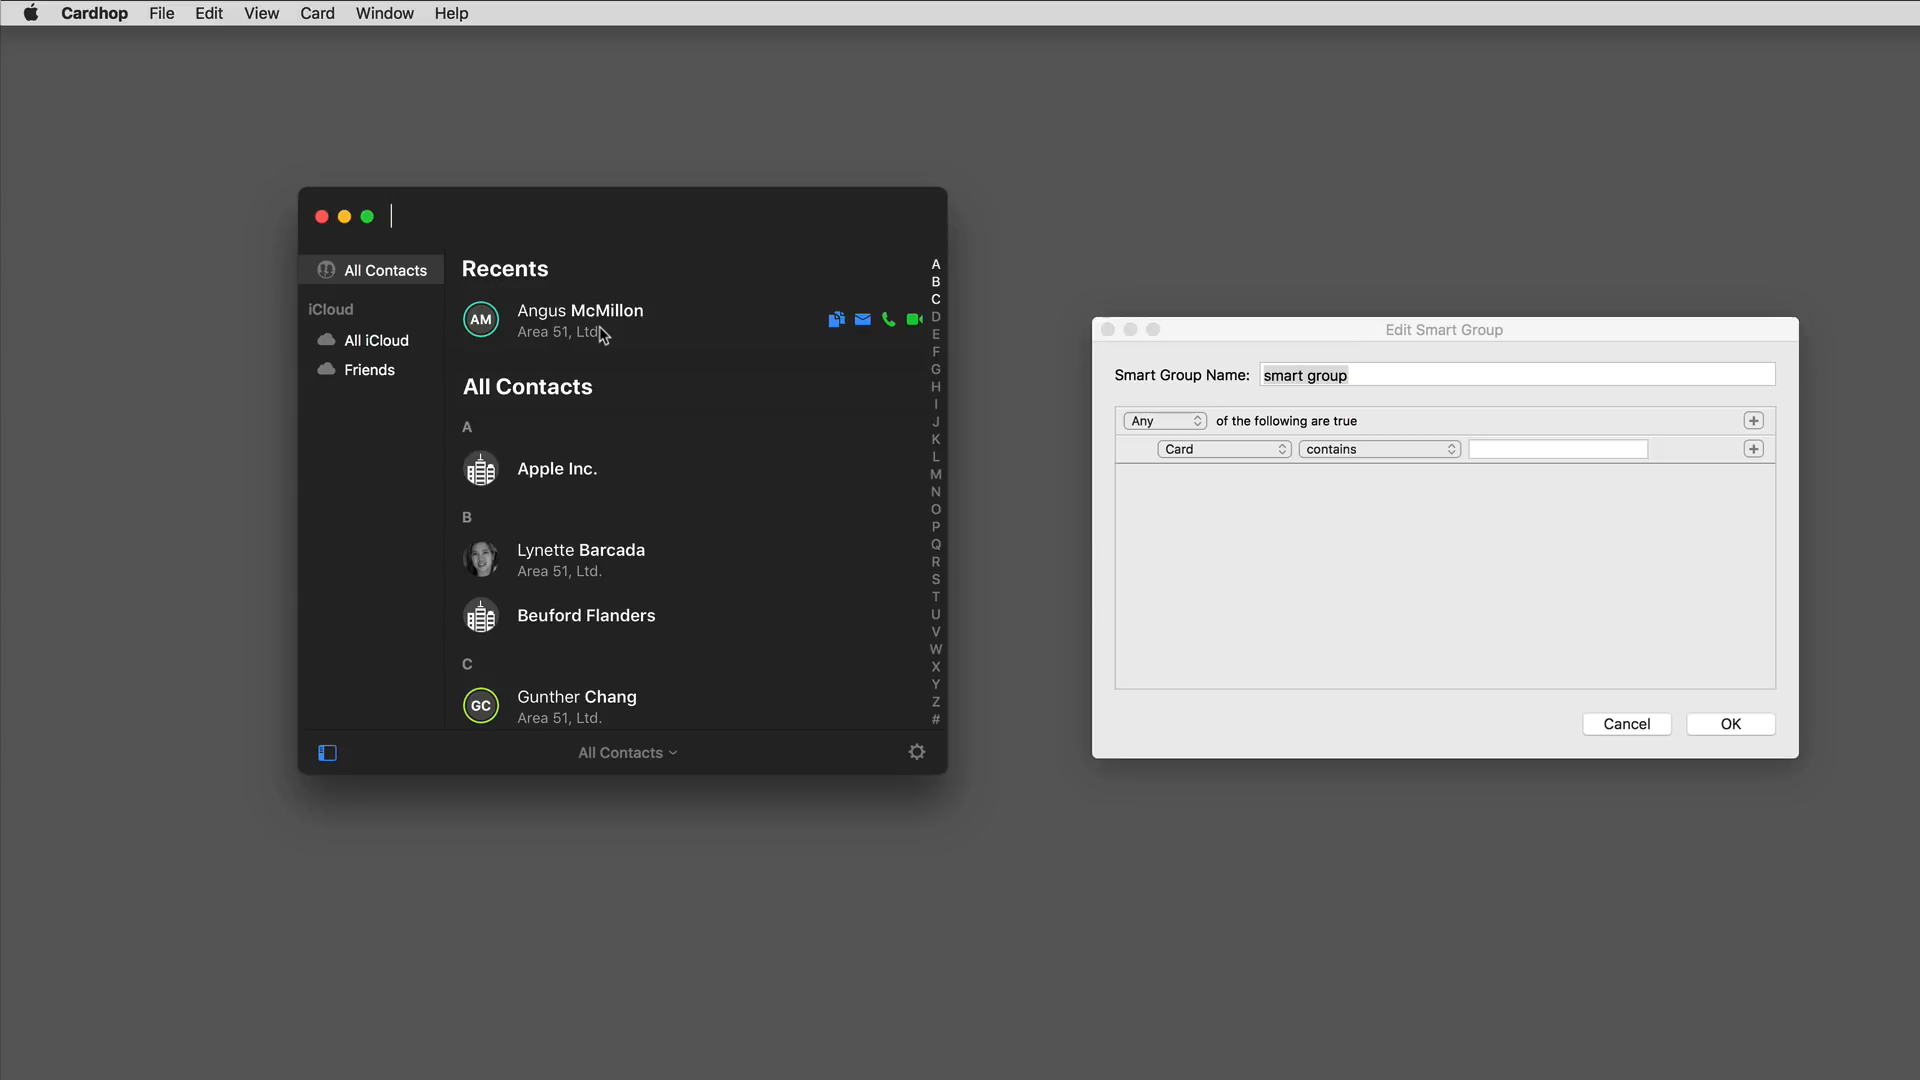 Cardhop File Edit View Card Window Help
All Contacts
iCloud
All iCloud
Friends
Recents
AM
Angus McMillon
Area 51, Ltd.
All Contacts
A
Apple Inc.
B
Lynette Barcada
Area 51, Ltd.
Beuford Flanders
C
GC
Gunther Chang
Area 51, Ltd.
A
B
C
D
E
F
G
H
I
J
K
L
M
N
O
P
Q
R
S
T
U
V
W
X
Y
Z
#
All Contacts
Edit Smart Group
Smart Group Name: smart group
Any of the following are true
Card contains
Cancel OK